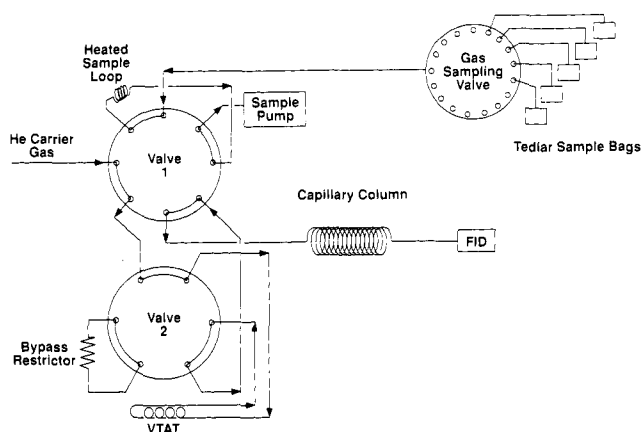 Heated
Sample
Loop
Gas
Sampling
Valve
Sample
Pump
Tedlar Sample Bags
He Carrier
Gas
Valve
1
Capillary Column
FID
Valve
2
Bypass
Restrictor
VTAT